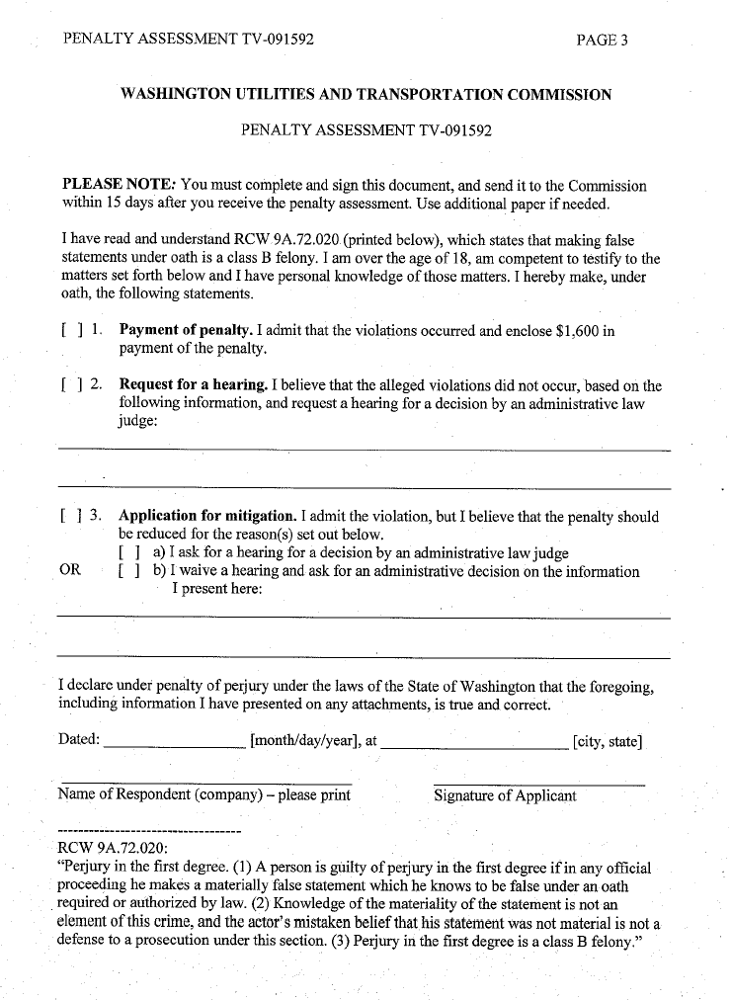 PENALTY ASSESSMENT TV-091592 PAGE 3
WASHINGTON UTILITIES AND TRANSPORTATION COMMISSION
PENALTY ASSESSMENT TV-091592
PLEASE NOTE: You must complete and sign this document, and send it to the Commission
within 15 days after you receive the penalty assessment. Use additional paper if needed.
I have read and understand RCW 9A.72.020 (printed below), which states that making false
statements under oath is a class B felony. I am over the age of 18, am competent to testify to the
matters set forth below and I have personal knowledge of those matters. I hereby make, under
oath, the following statements.
[ ] 1. Payment of penalty. I admit that the violations occurred and enclose $1,600 in
payment of the penalty.
[ ] 2. Request for a hearing. I believe that the alleged violations did not occur, based on the
following information, and request a hearing for a decision by an administrative law
judge:
[ ] 3. Application for mitigation. I admit the violation, but I believe that the penalty should
be reduced for the reason(s) set out below.
[ ] a) I ask for a hearing for a decision by an administrative law judge
OR [ ] b) I waive a hearing and ask for an administrative decision on the information
I present here:
I declare under penalty of perjury under the laws of the State of Washington that the foregoing,
including information I have presented on any attachments, is true and correct.
Dated: _________________ [month/day/year], at ______________________ [city, state]
Name of Respondent (company) – please print Signature of Applicant
-----------------------------------
RCW 9A.72.020:
“Perjury in the first degree. (1) A person is guilty of perjury in the first degree if in any official
proceeding he makes a materially false statement which he knows to be false under an oath
required or authorized by law. (2) Knowledge of the materiality of the statement is not an
element of this crime, and the actor’s mistaken belief that his statement was not material is not a
defense to a prosecution under this section. (3) Perjury in the first degree is a class B felony.”